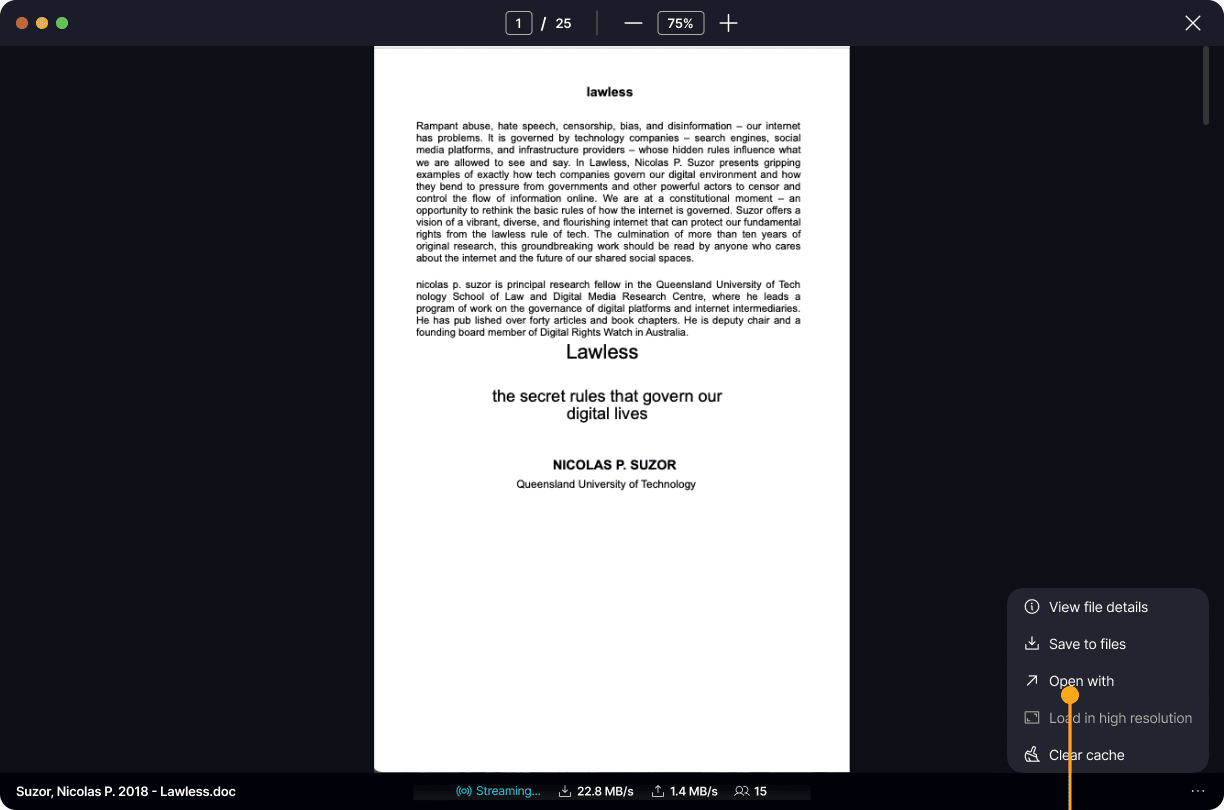 1 / 25 75%
lawless
Rampant abuse, hate speech, censorship, bias, and disinformation – our internet
has problems. It is governed by technology companies – search engines, social
media platforms, and infrastructure providers – whose hidden rules influence what
we are allowed to see and say. In Lawless, Nicolas P. Suzor presents gripping
examples of exactly how tech companies govern our digital environment and how
they bend to pressure from governments and other powerful actors to censor and
control the flow of information online. We are at a constitutional moment – an
opportunity to rethink the basic rules of how the internet is governed. Suzor offers a
vision of a vibrant, diverse, and flourishing internet that can protect our fundamental
rights from the lawless rule of tech. The culmination of more than ten years of
original research, this groundbreaking work should be read by anyone who cares
about the internet and the future of our shared social spaces.
nicolas p. suzor is principal research fellow in the Queensland University of Tech
nology School of Law and Digital Media Research Centre, where he leads a
program of work on the governance of digital platforms and internet intermediaries.
He has pub lished over forty articles and book chapters. He is deputy chair and a
founding board member of Digital Rights Watch in Australia.
Lawless
the secret rules that govern our
digital lives
NICOLAS P. SUZOR
Queensland University of Technology
View file details
Save to files
Open with
Load in high resolution
Clear cache
Suzor, Nicolas P. 2018 - Lawless.doc
Streaming... 22.8 MB/s 1.4 MB/s 15